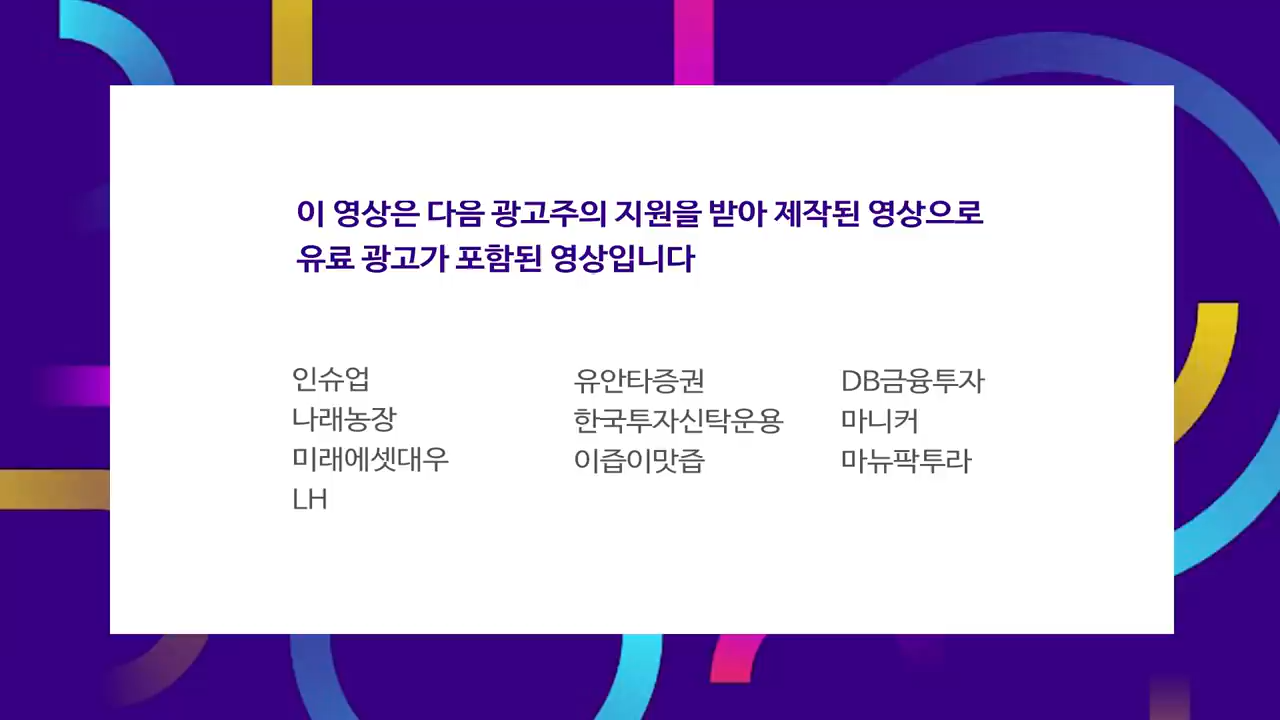 이 영상은 다음 광고주의 지원을 받아 제작된 영상으로
유료 광고가 포함된 영상입니다
인슈업
나래농장
미래에셋대우
LH
유안타증권
한국투자신탁운용
이즙이맛즙
DB금융투자
마니커
마뉴팍투라